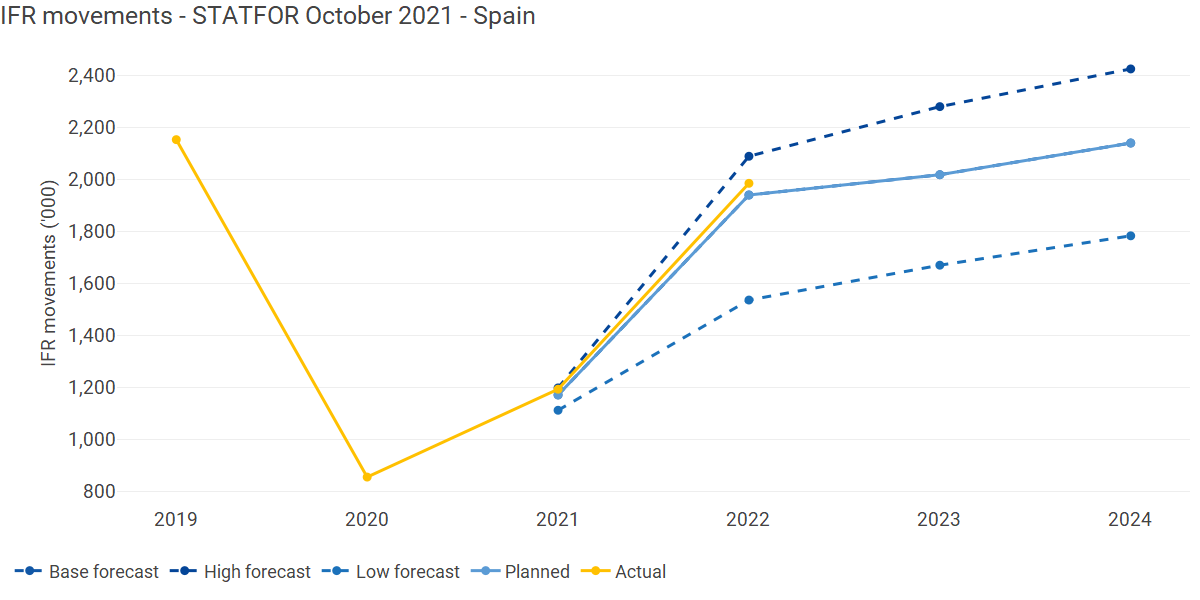 IFR movements - STATFOR October 2021 - Spain
IFR movements ('000)
2,400
2,200
2,000
1,800
1,600
1,400
1,200
1,000
800
2019 2020 2021 2022 2023 2024
Base forecast High forecast Low forecast Planned Actual